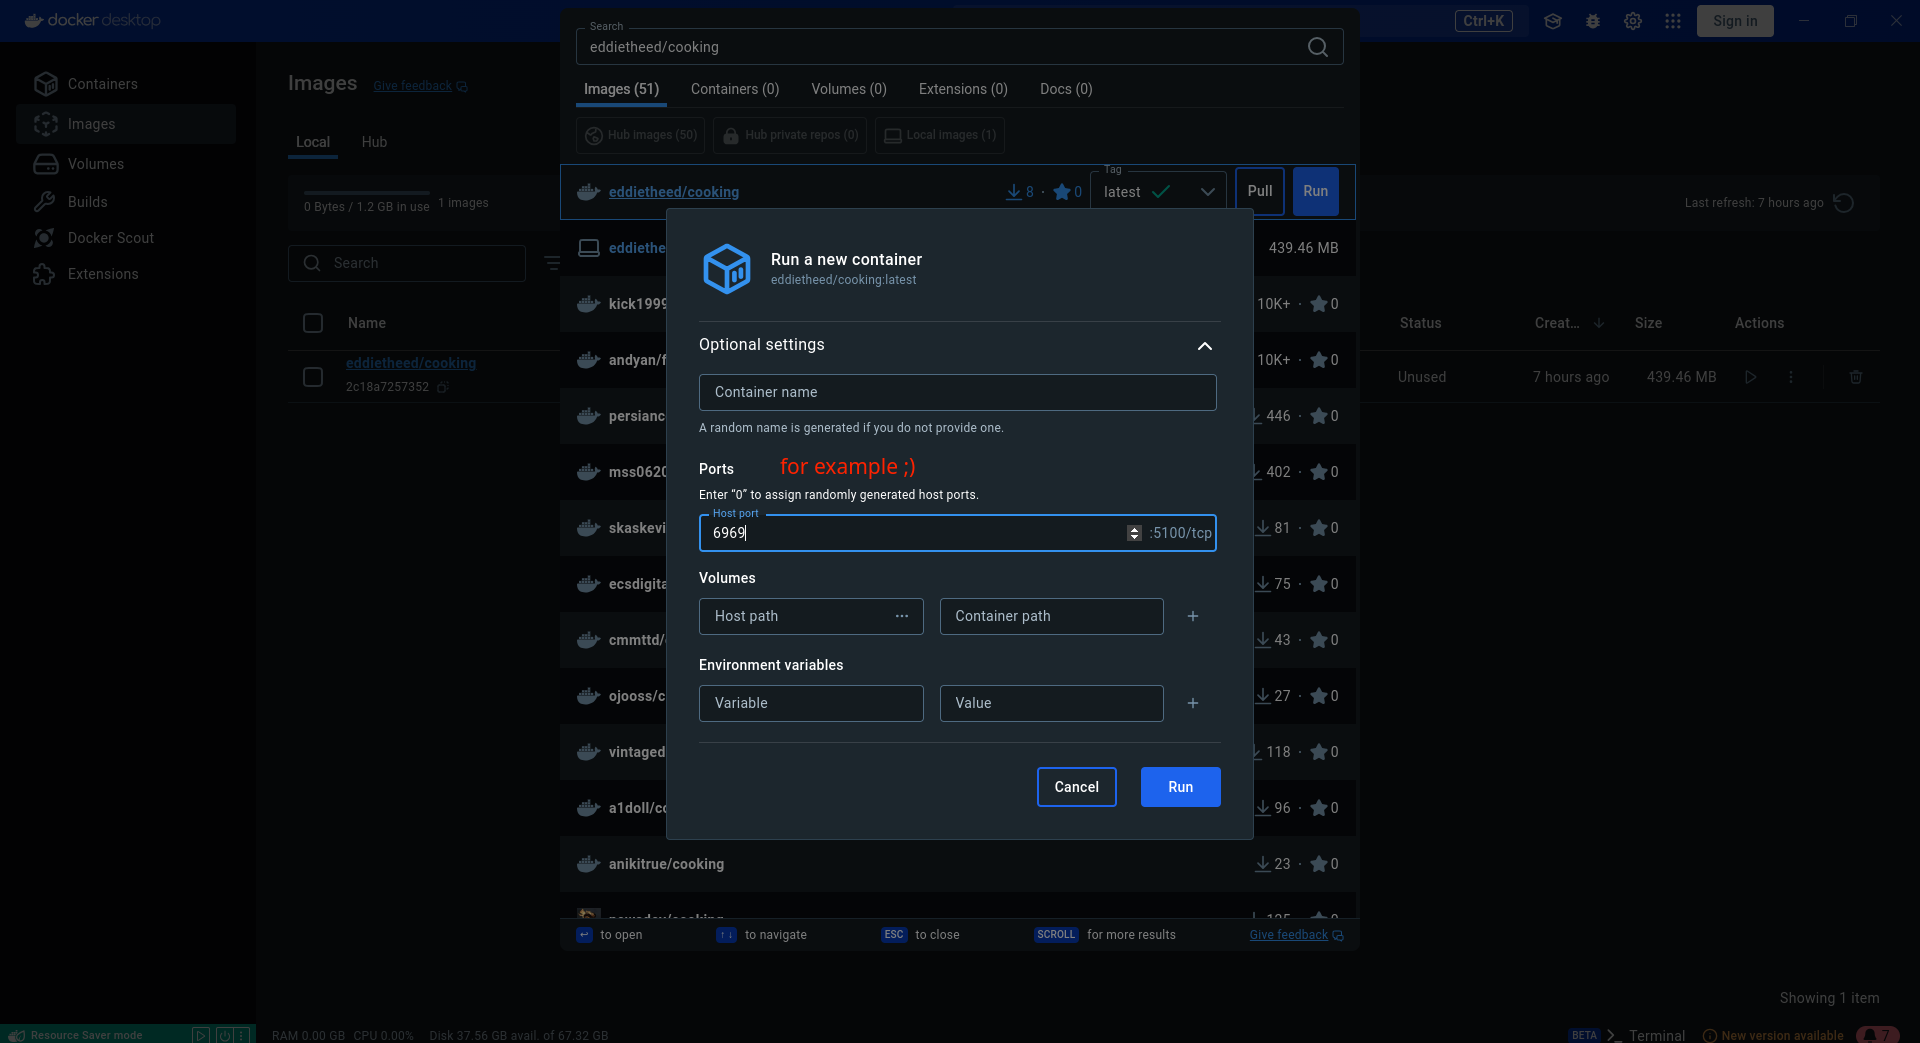 docker desktop
Ctrl+K
Sign in
Search
eddietheed/cooking
Images (51)
Containers (0)
Volumes (0)
Extensions (0)
Docs (0)
Hub images (50)
Hub private repos (0)
Local images (1)
Containers
Images
Volumes
Builds
Docker Scout
Extensions
Images
Give feedback
Local
Hub
0 Bytes / 1.2 GB in use
1 images
Last refresh: 7 hours ago
Search
Name
Status
Creat...
Size
Actions
eddietheed/cooking
2c18a7257352
Unused
7 hours ago
439.46 MB
eddietheed/cooking
8 · 0
Tag
latest
Pull
Run
eddiethe
439.46 MB
kick1999
10K+ · 0
andyan/f
10K+ · 0
persianc
446 · 0
mss0620
402 · 0
skaskevi
81 · 0
ecsdigita
75 · 0
cmmttd/
43 · 0
ojooss/c
27 · 0
vintaged
118 · 0
a1doll/co
96 · 0
anikitrue/cooking
23 · 0
Run a new container
eddietheed/cooking:latest
Optional settings
Container name
A random name is generated if you do not provide one.
Ports
for example ;)
Enter “0” to assign randomly generated host ports.
Host port
6969
:5100/tcp
Volumes
Host path
...
Container path
+
Environment variables
Variable
Value
+
Cancel
Run
↩ to open
↑ ↓ to navigate
ESC to close
SCROLL for more results
Give feedback
Showing 1 item
Resource Saver mode
RAM 0.00 GB CPU 0.00% Disk 37.56 GB avail. of 67.32 GB
BETA
Terminal
New version available
7